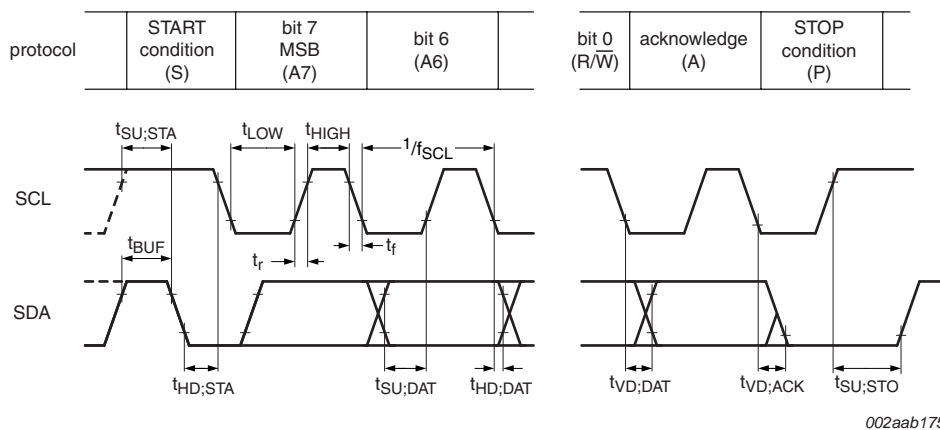 protocol
START
condition
(S)
bit 7
MSB
(A7)
bit 6
(A6)
bit 0
(R/W̅)
acknowledge
(A)
STOP
condition
(P)
tSU;STA
tLOW
tHIGH
1/fSCL
SCL
tBUF
tr
tf
SDA
tHD;STA
tSU;DAT
tHD;DAT
tVD;DAT
tVD;ACK
tSU;STO
002aab175